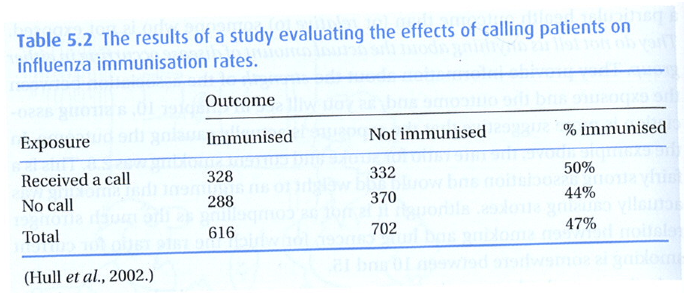 Table 5.2 The results of a study evaluating the effects of calling patients on
influenza immunisation rates.
Outcome
Exposure Immunised Not immunised % immunised
Received a call 328 332 50%
No call 288 370 44%
Total 616 702 47%
(Hull et al., 2002.)